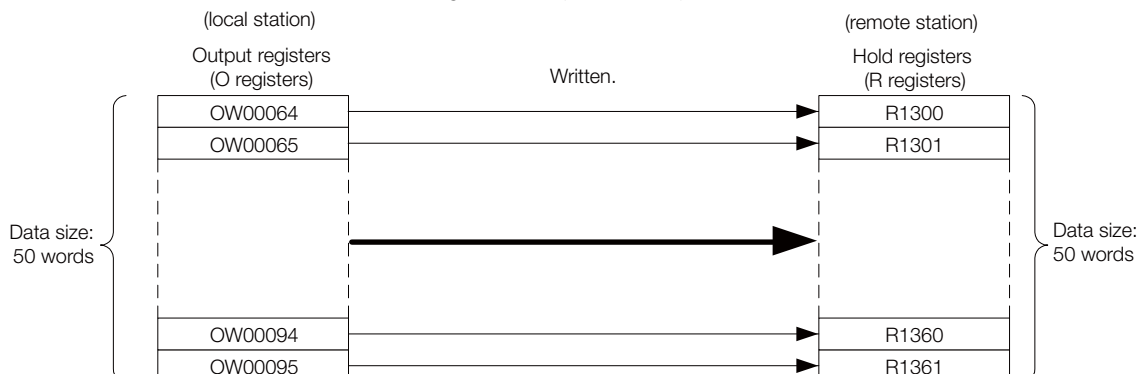 (local station)
(remote station)
Output registers
(O registers)
Written.
Hold registers
(R registers)
OW00064
R1300
OW00065
R1301
Data size:
50 words
Data size:
50 words
OW00094
R1360
OW00095
R1361